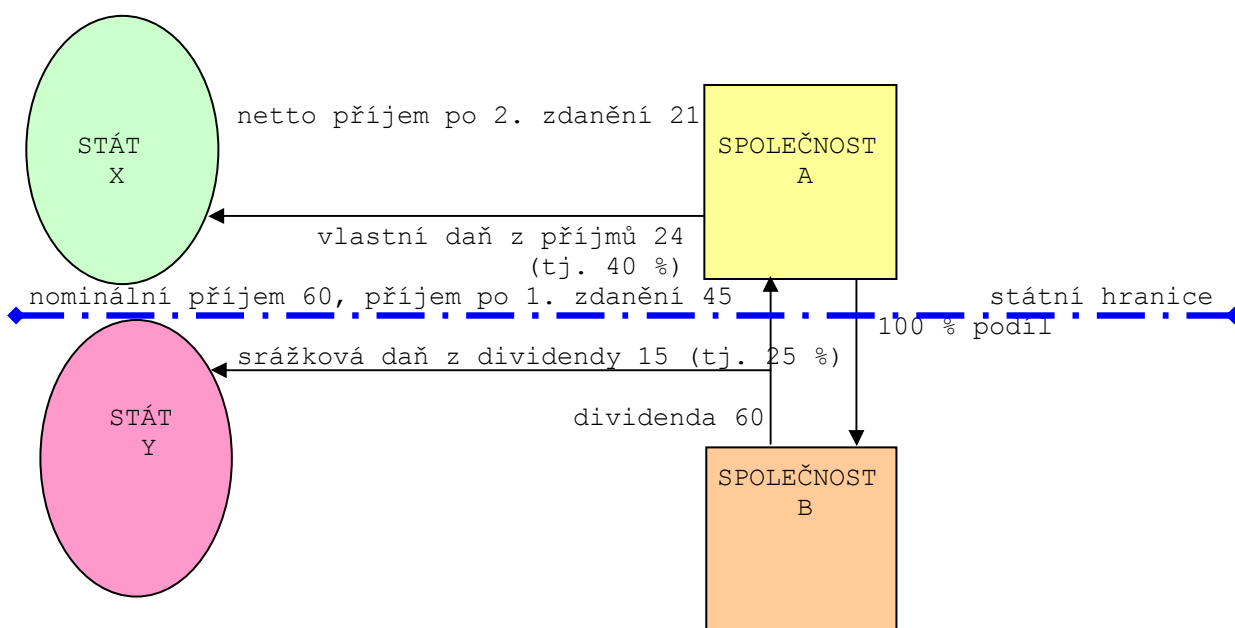 netto příjem po 2. zdanění 21
STÁT
X
SPOLEČNOST
A
vlastní daň z příjmů 24
(tj. 40 %)
nominální příjem 60, příjem po 1. zdanění 45
státní hranice
100 % podíl
srážková daň z dividendy 15 (tj. 25 %)
STÁT
Y
dividenda 60
SPOLEČNOST
B